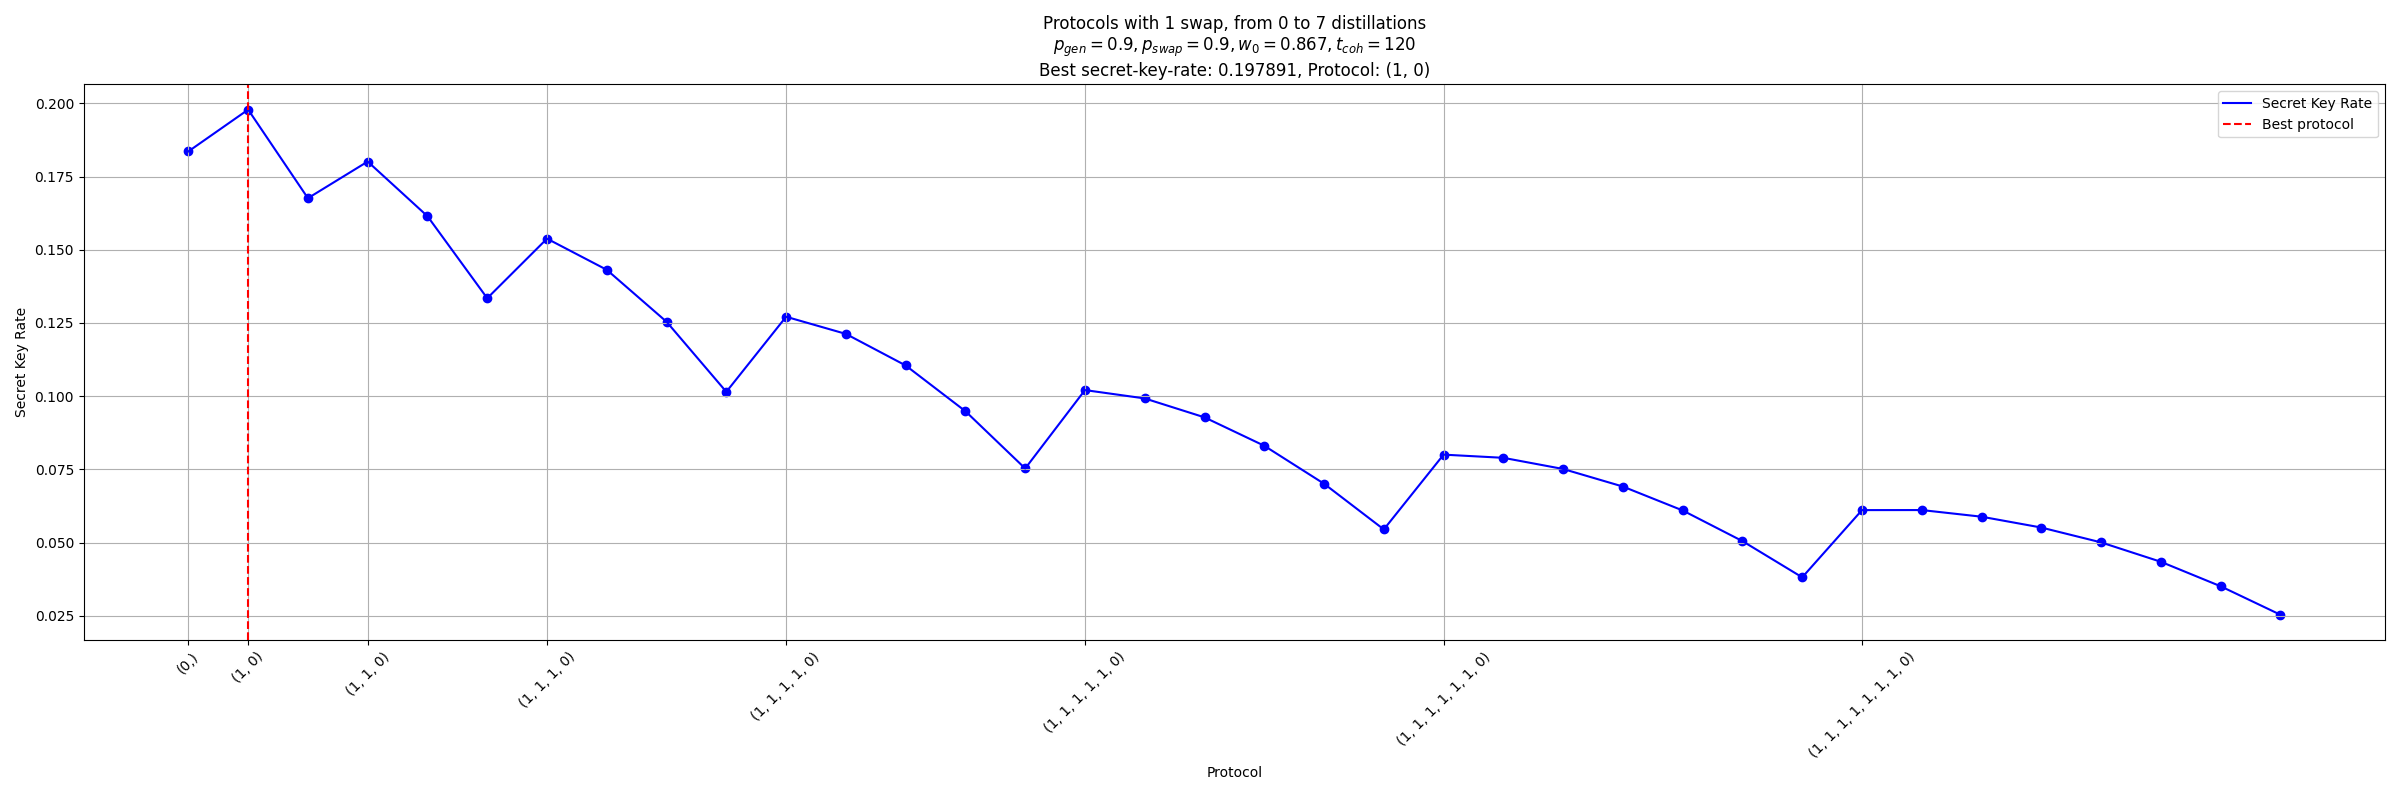 Protocols with 1 swap, from 0 to 7 distillations
p_gen = 0.9, p_swap = 0.9, w_0 = 0.867, t_coh = 120
Best secret-key-rate: 0.197891, Protocol: (1, 0)
Secret Key Rate
Best protocol
0.200
0.175
0.150
0.125
0.100
0.075
0.050
0.025
Secret Key Rate
(0,)
(1, 0)
(1, 1, 0)
(1, 1, 1, 0)
(1, 1, 1, 1, 0)
(1, 1, 1, 1, 1, 0)
(1, 1, 1, 1, 1, 1, 0)
(1, 1, 1, 1, 1, 1, 1, 0)
Protocol